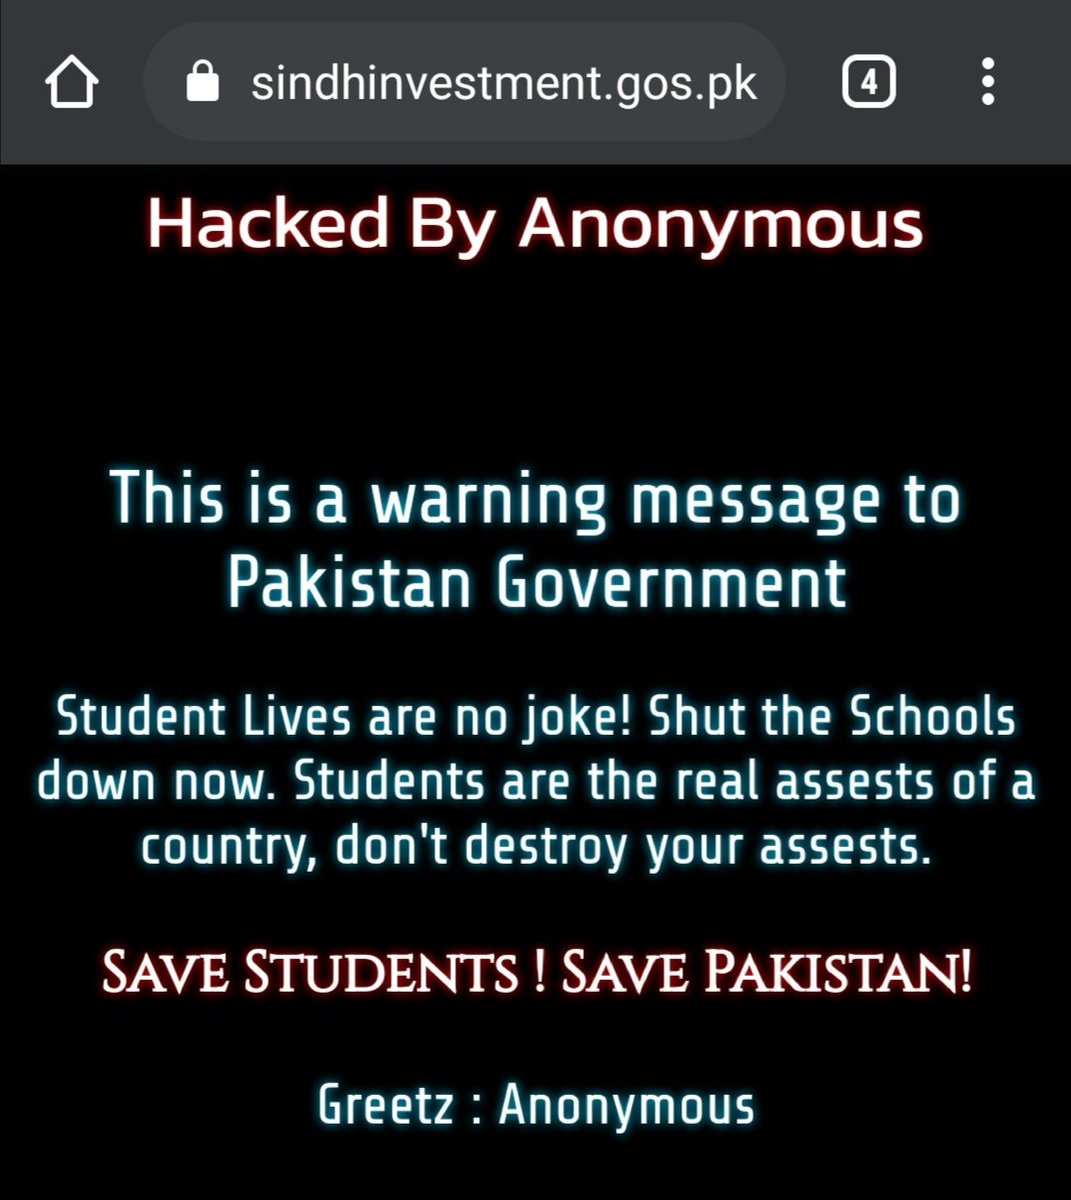 sindhinvestment.gos.pk
4
Hacked By Anonymous
This is a warning message to
Pakistan Government
Student Lives are no joke! Shut the Schools
down now. Students are the real assests of a
country, don't destroy your assests.
SAVE STUDENTS ! SAVE PAKISTAN!
Greetz : Anonymous